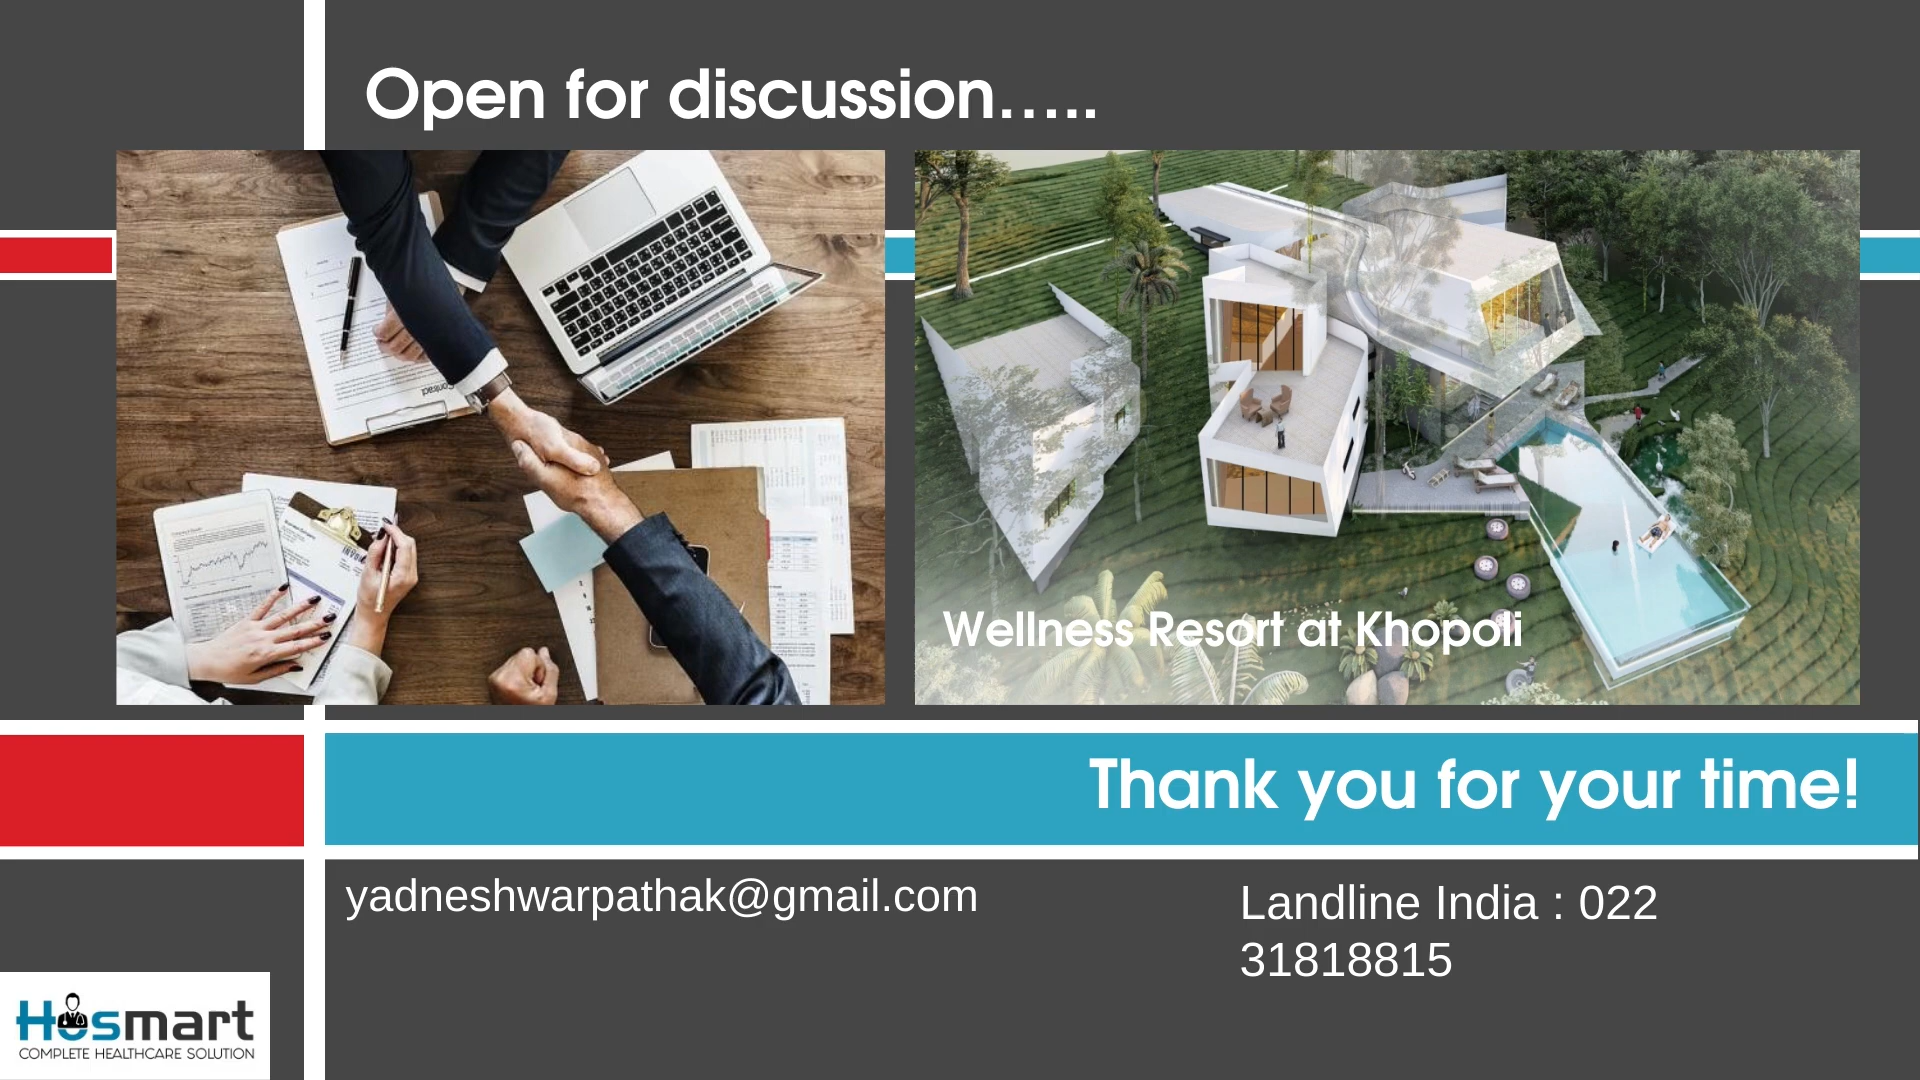 Open for discussion…..
Contract
Wellness Resort at Khopoli
Thank you for your time!
yadneshwarpathak@gmail.com
Landline India : 022
31818815
Hosmart
COMPLETE HEALTHCARE SOLUTION